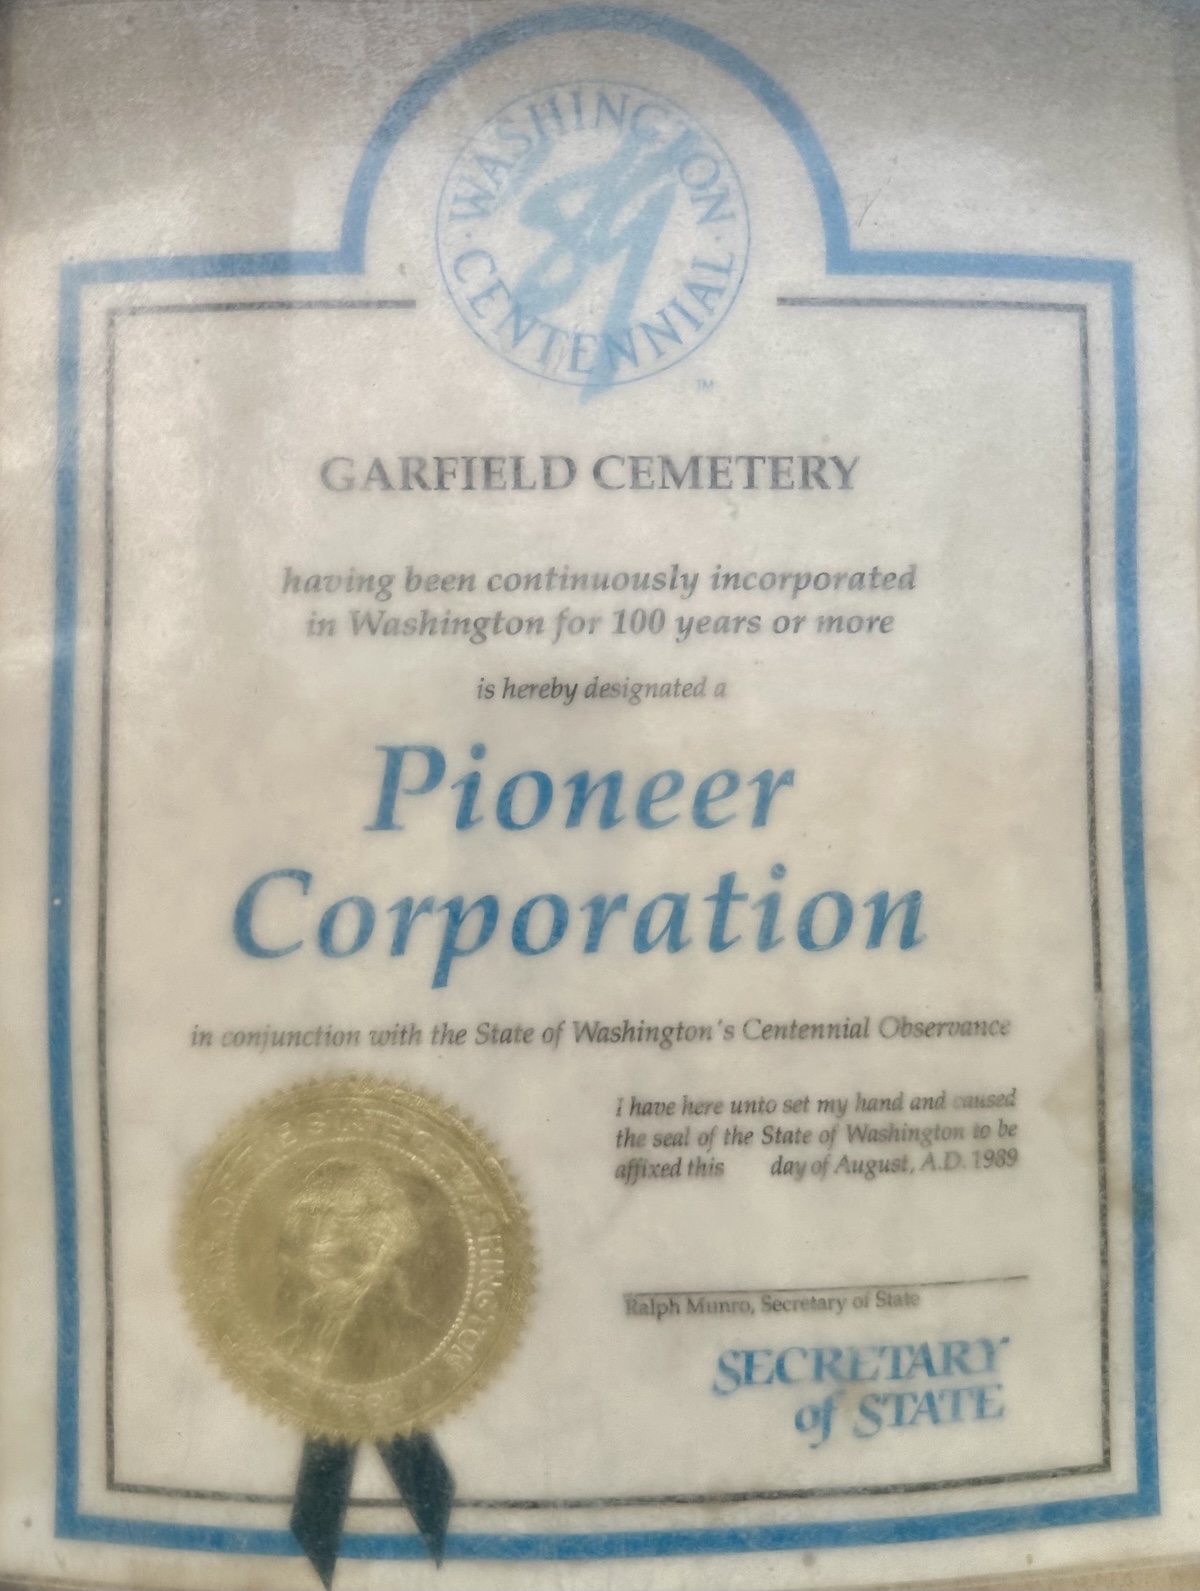 WASHINGTON
89
CENTENNIAL
TM
GARFIELD CEMETERY
having been continuously incorporated
in Washington for 100 years or more
is hereby designated a
Pioneer
Corporation
in conjunction with the State of Washington's Centennial Observance
I have here unto set my hand and caused
the seal of the State of Washington to be
affixed this day of August, A.D. 1989
Ralph Munro, Secretary of State
SECRETARY
of STATE
WASHINGTON